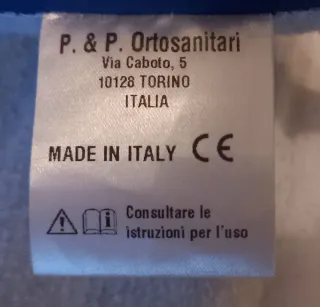 P. & P. Ortosanitari
Via Caboto, 5
10128 TORINO
ITALIA
MADE IN ITALY CE
Consultare le
istruzioni per l'uso